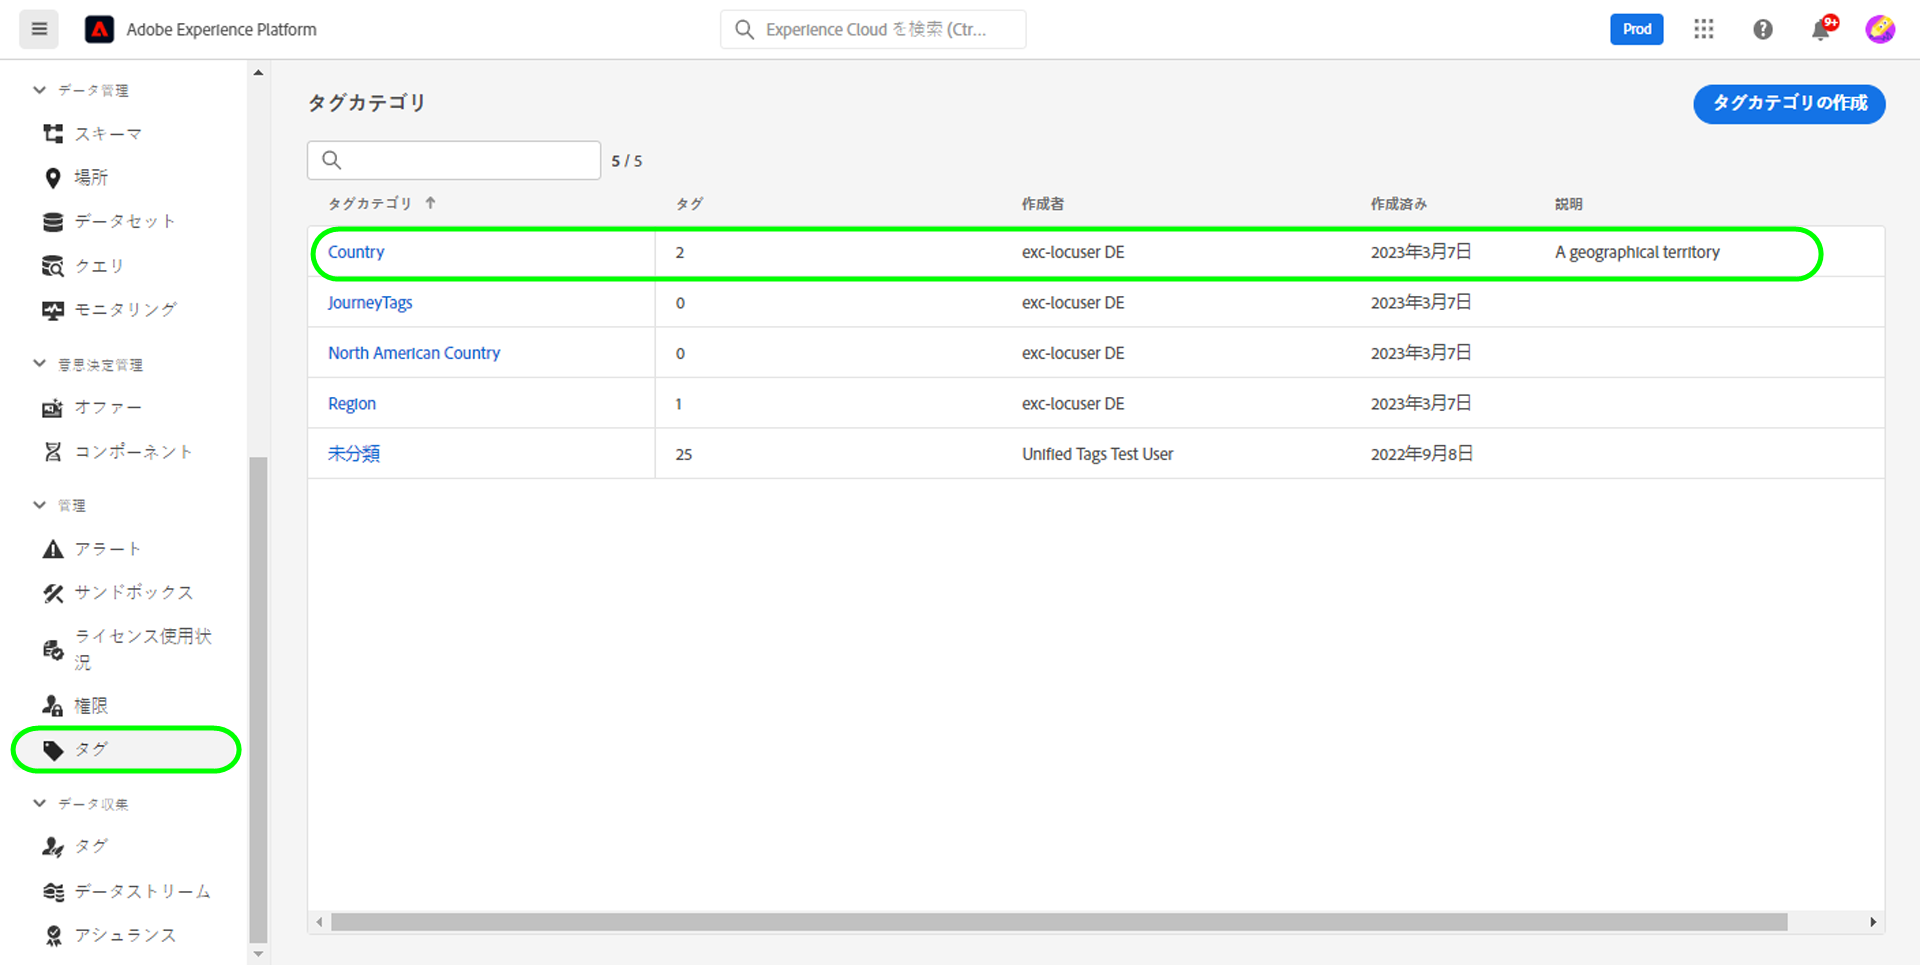 Adobe Experience Platform
Experience Cloud を検索 (Ctr...
Prod
9+
データ管理
スキーマ
場所
データセット
クエリ
モニタリング
意思決定管理
オファー
コンポーネント
管理
アラート
サンドボックス
ライセンス使用状
況
権限
タグ
データ収集
タグ
データストリーム
アシュランス
タグカテゴリ
タグカテゴリの作成
5 / 5
タグカテゴリ タグ 作成者 作成済み 説明
Country 2 exc-locuser DE 2023年3月7日 A geographical territory
JourneyTags 0 exc-locuser DE 2023年3月7日
North American Country 0 exc-locuser DE 2023年3月7日
Region 1 exc-locuser DE 2023年3月7日
未分類 25 Unified Tags Test User 2022年9月8日